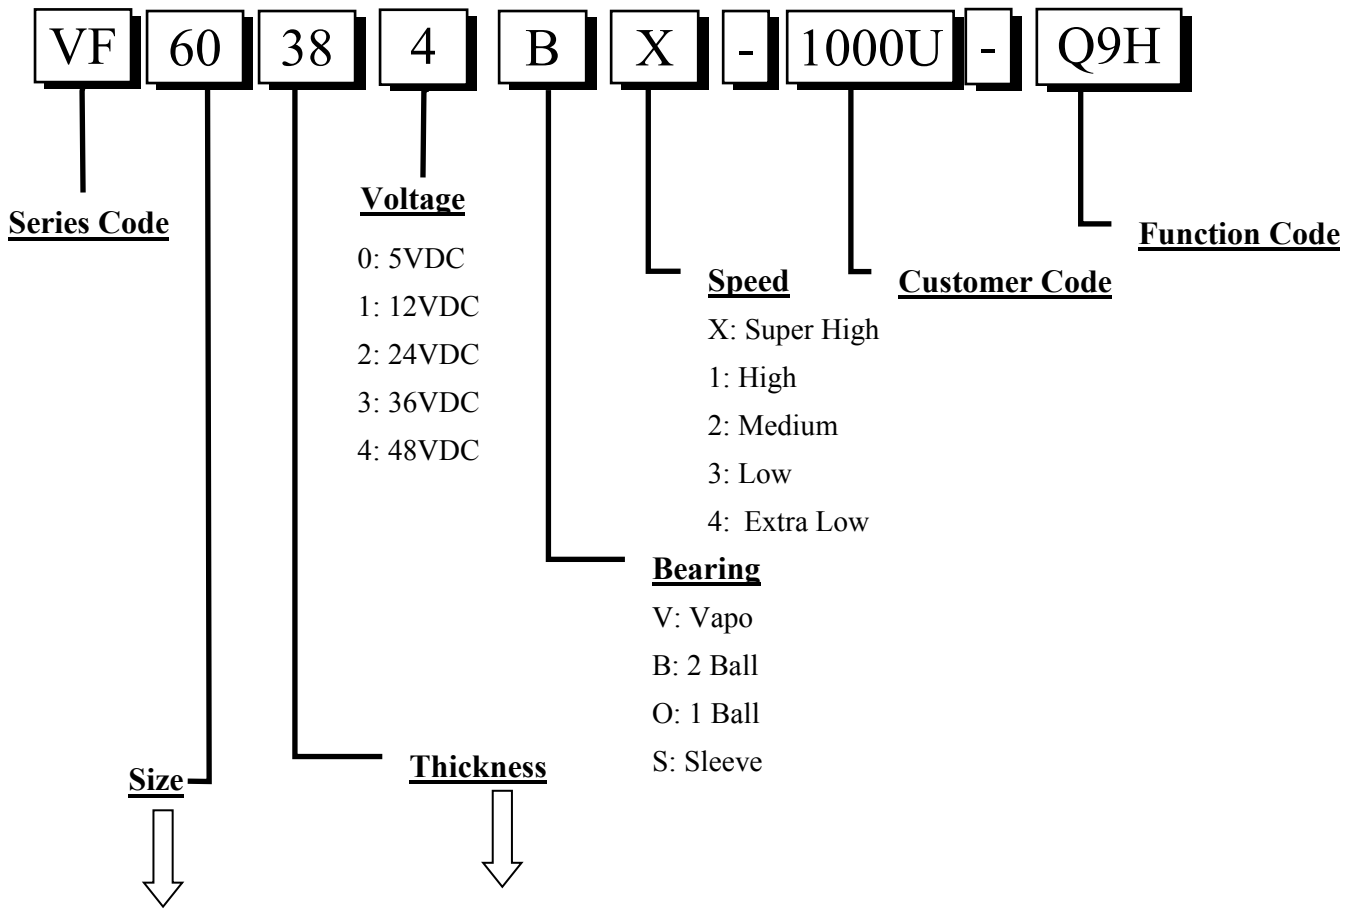 VF 60 38 4 B X - 1000U - Q9H
Series Code
Voltage
0: 5VDC
1: 12VDC
2: 24VDC
3: 36VDC
4: 48VDC
Function Code
Customer Code
Speed
X: Super High
1: High
2: Medium
3: Low
4: Extra Low
Bearing
V: Vapo
B: 2 Ball
O: 1 Ball
S: Sleeve
Thickness
Size